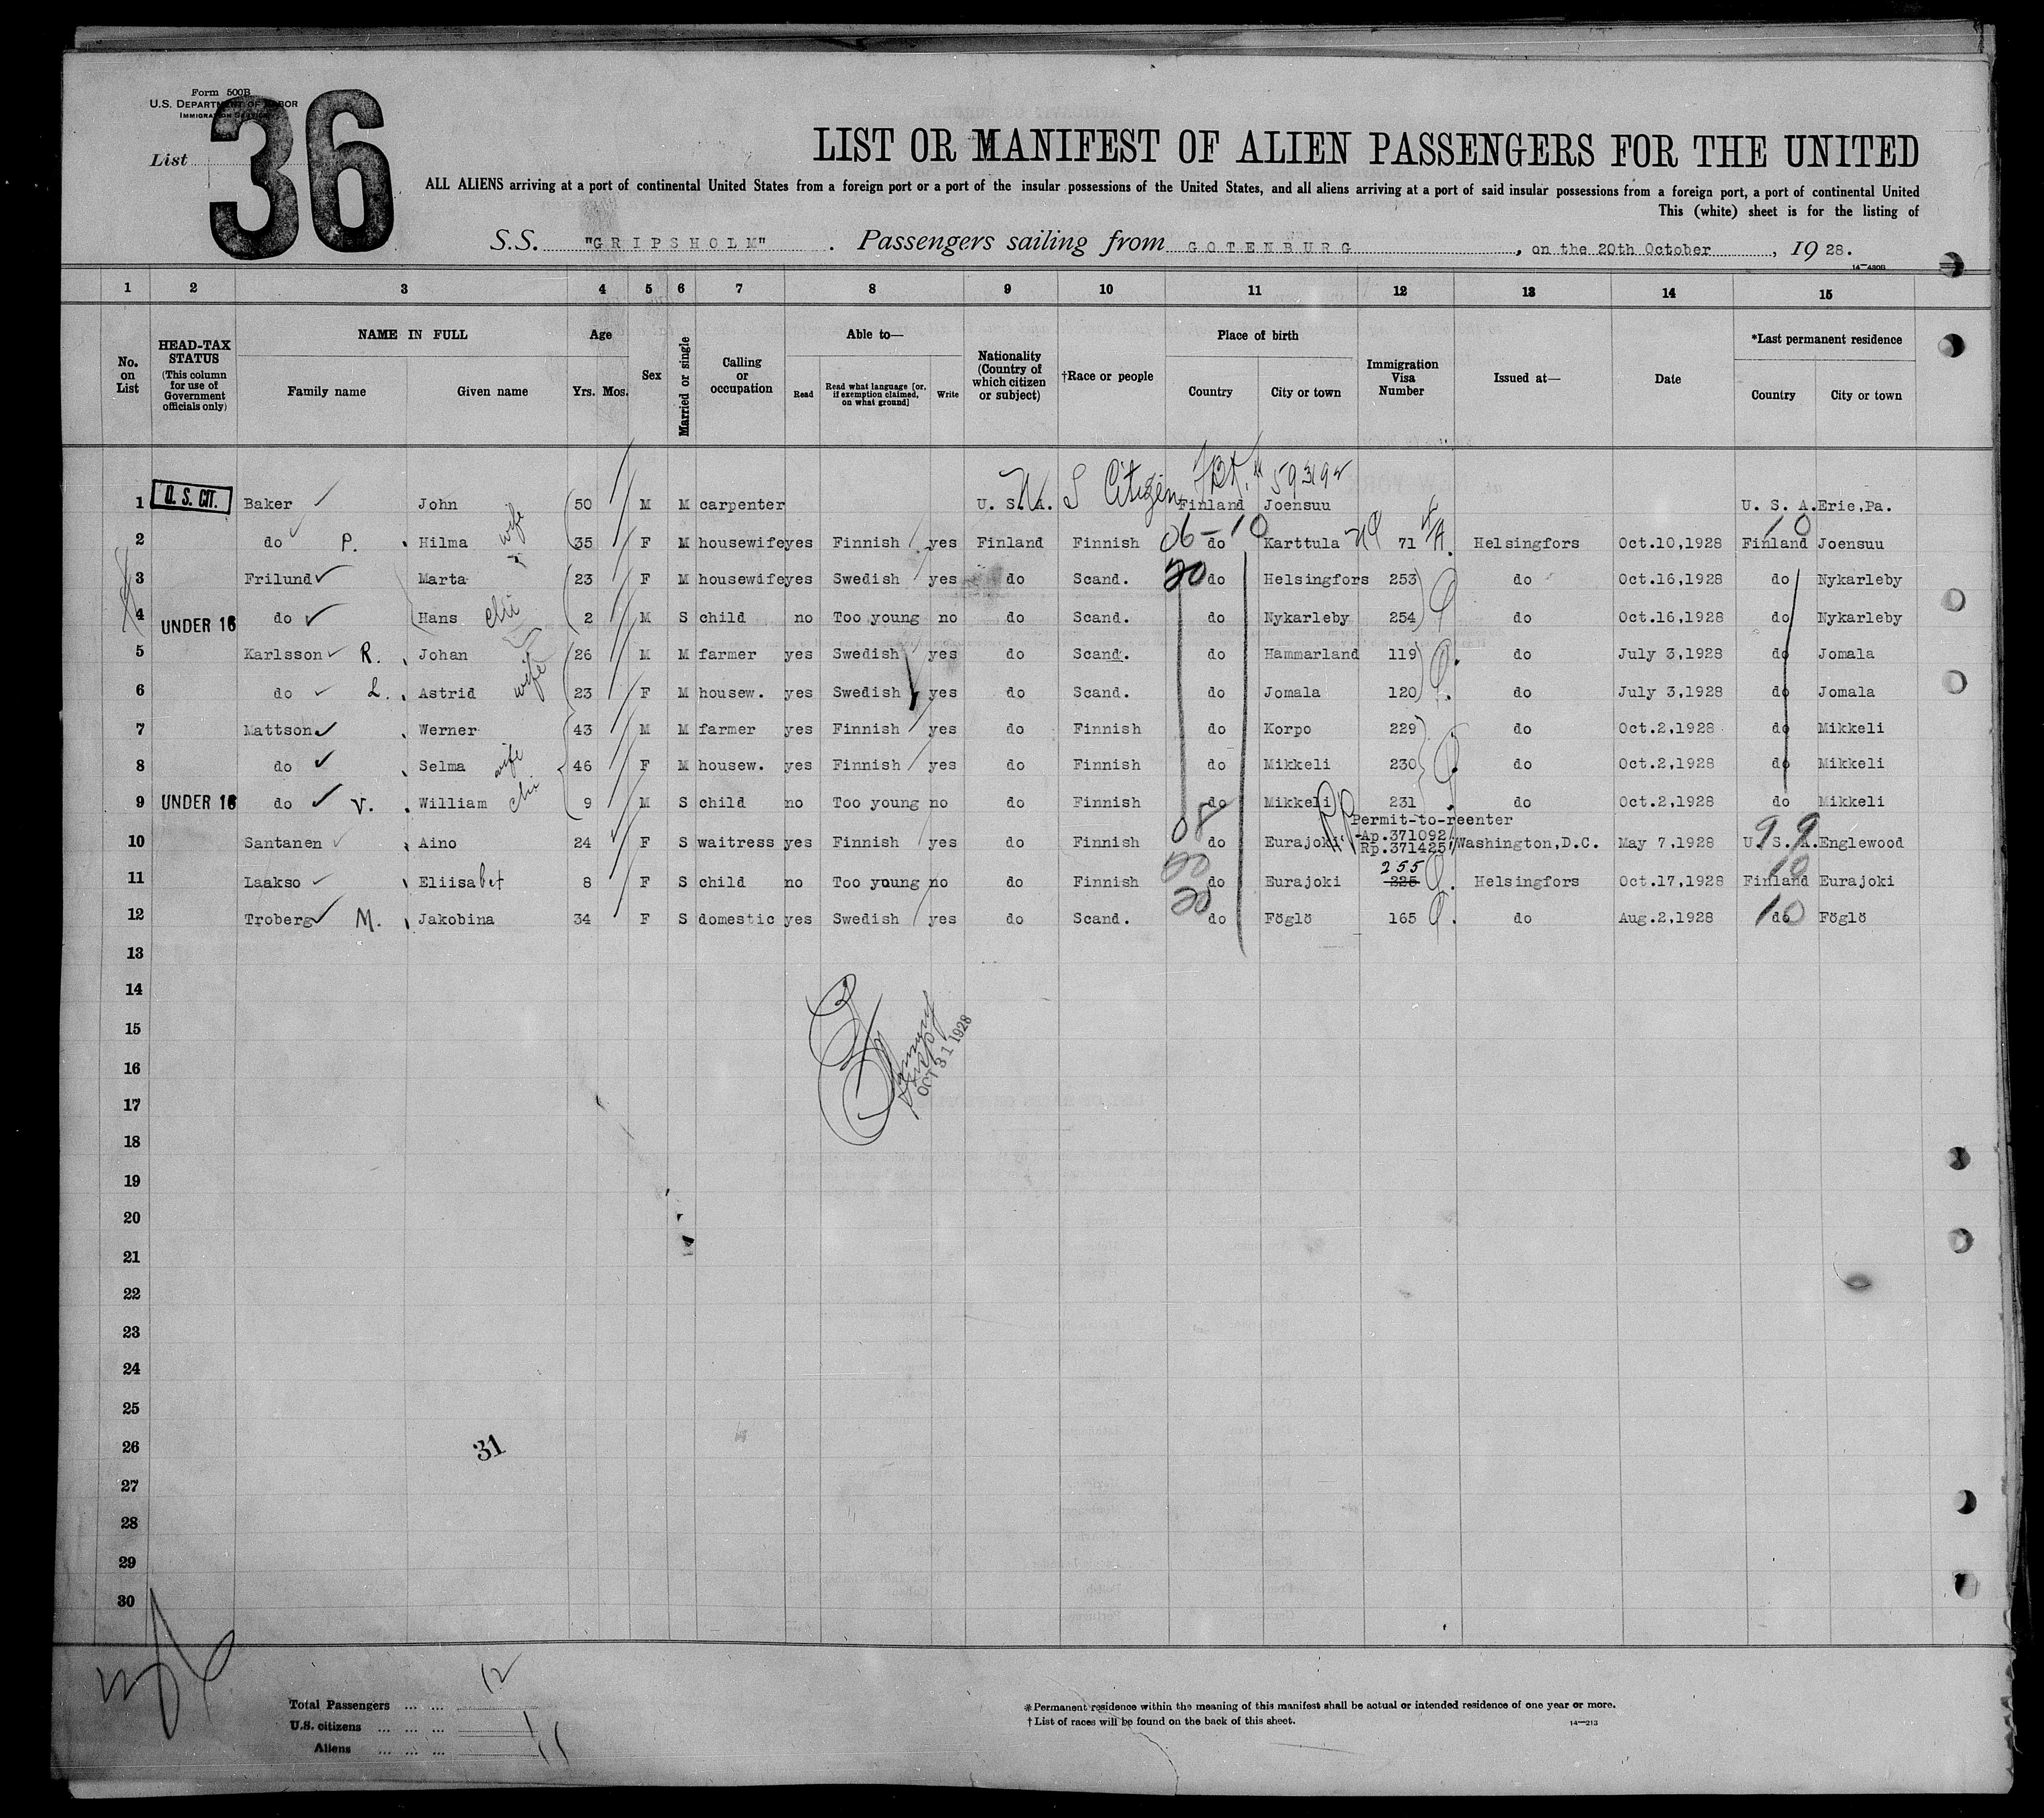 Form 500B
U.S. DEPARTMENT OF LABOR
IMMIGRATION SERVICE
List 36
LIST OR MANIFEST OF ALIEN PASSENGERS FOR THE UNITED
ALL ALIENS arriving at a port of continental United States from a foreign port or a port of the insular possessions of the United States, and all aliens arriving at a port of said insular possessions from a foreign port, a port of continental United
This (white) sheet is for the listing of
S.S. "GRIPSHOLM". Passengers sailing from GOTENBURG, on the 20th October, 1928.
14—430B
1 2 3 4 5 6 7 8 9 10 11 12 13 14 15
No. on List
HEAD-TAX STATUS (This column for use of Government officials only)
NAME IN FULL Family name Given name
Age Yrs. Mos.
Sex
Married or single
Calling or occupation
Able to— Read Read what language [or, if exemption claimed, on what ground] Write
Nationality (Country of which citizen or subject)
†Race or people
Place of birth Country City or town
Immigration Visa Number
Issued at—
Date
*Last permanent residence Country City or town
U S Citizen 593192
1 U. S. CIT. Baker John 50 M M carpenter U. S. A. Finland Joensuu U. S. A. Erie,Pa.
2 do P. Hilma wife 35 F M housewife yes Finnish yes Finland Finnish 06-10 do Karttula 71 Helsingfors Oct.10,1928 Finland 10 Joensuu
3 Frilund Marta 23 F M housewife yes Swedish yes do Scand. 20 do Helsingfors 253 do Oct.16,1928 do Nykarleby
4 UNDER 16 do Hans chi 2 M S child no Too young no do Scand. do Nykarleby 254 do Oct.16,1928 do Nykarleby
5 Karlsson R. Johan 26 M M farmer yes Swedish yes do Scand. do Hammarland 119 do July 3,1928 do Jomala
6 do L. Astrid wife 23 F M housew. yes Swedish yes do Scand. do Jomala 120 do July 3,1928 do Jomala
7 Mattson Werner 43 M M farmer yes Finnish yes do Finnish do Korpo 229 do Oct.2,1928 do Mikkeli
8 do Selma wife 46 F M housew. yes Finnish yes do Finnish do Mikkeli 230 do Oct.2,1928 do Mikkeli
9 UNDER 16 do V. William chi 9 M S child no Too young no do Finnish do Mikkeli 231 do Oct.2,1928 do Mikkeli
Permit-to-reenter
10 Santanen Aino 24 F S waitress yes Finnish yes do Finnish 08 do Eurajoki Ap.371092 Rp.371425 Washington,D.C. May 7,1928 U. S. A. 99 Englewood
255
11 Laakso Eliisabet 8 F S child no Too young no do Finnish 20 do Eurajoki 225 Helsingfors Oct.17,1928 Finland 10 Eurajoki
12 Troberg M. Jakobina 34 F S domestic yes Swedish yes do Scand. 20 do Föglö 165 do Aug.2,1928 do 10 Föglö
13
14
15
OCT 31 1928
16
17
18
19
20
21
22
23
24
25
26
31
27
28
29
30
Total Passengers ... ... 12
U.S. citizens ... ... ... 1
Aliens ... ... ... 11
*Permanent residence within the meaning of this manifest shall be actual or intended residence of one year or more.
†List of races will be found on the back of this sheet.
14—213